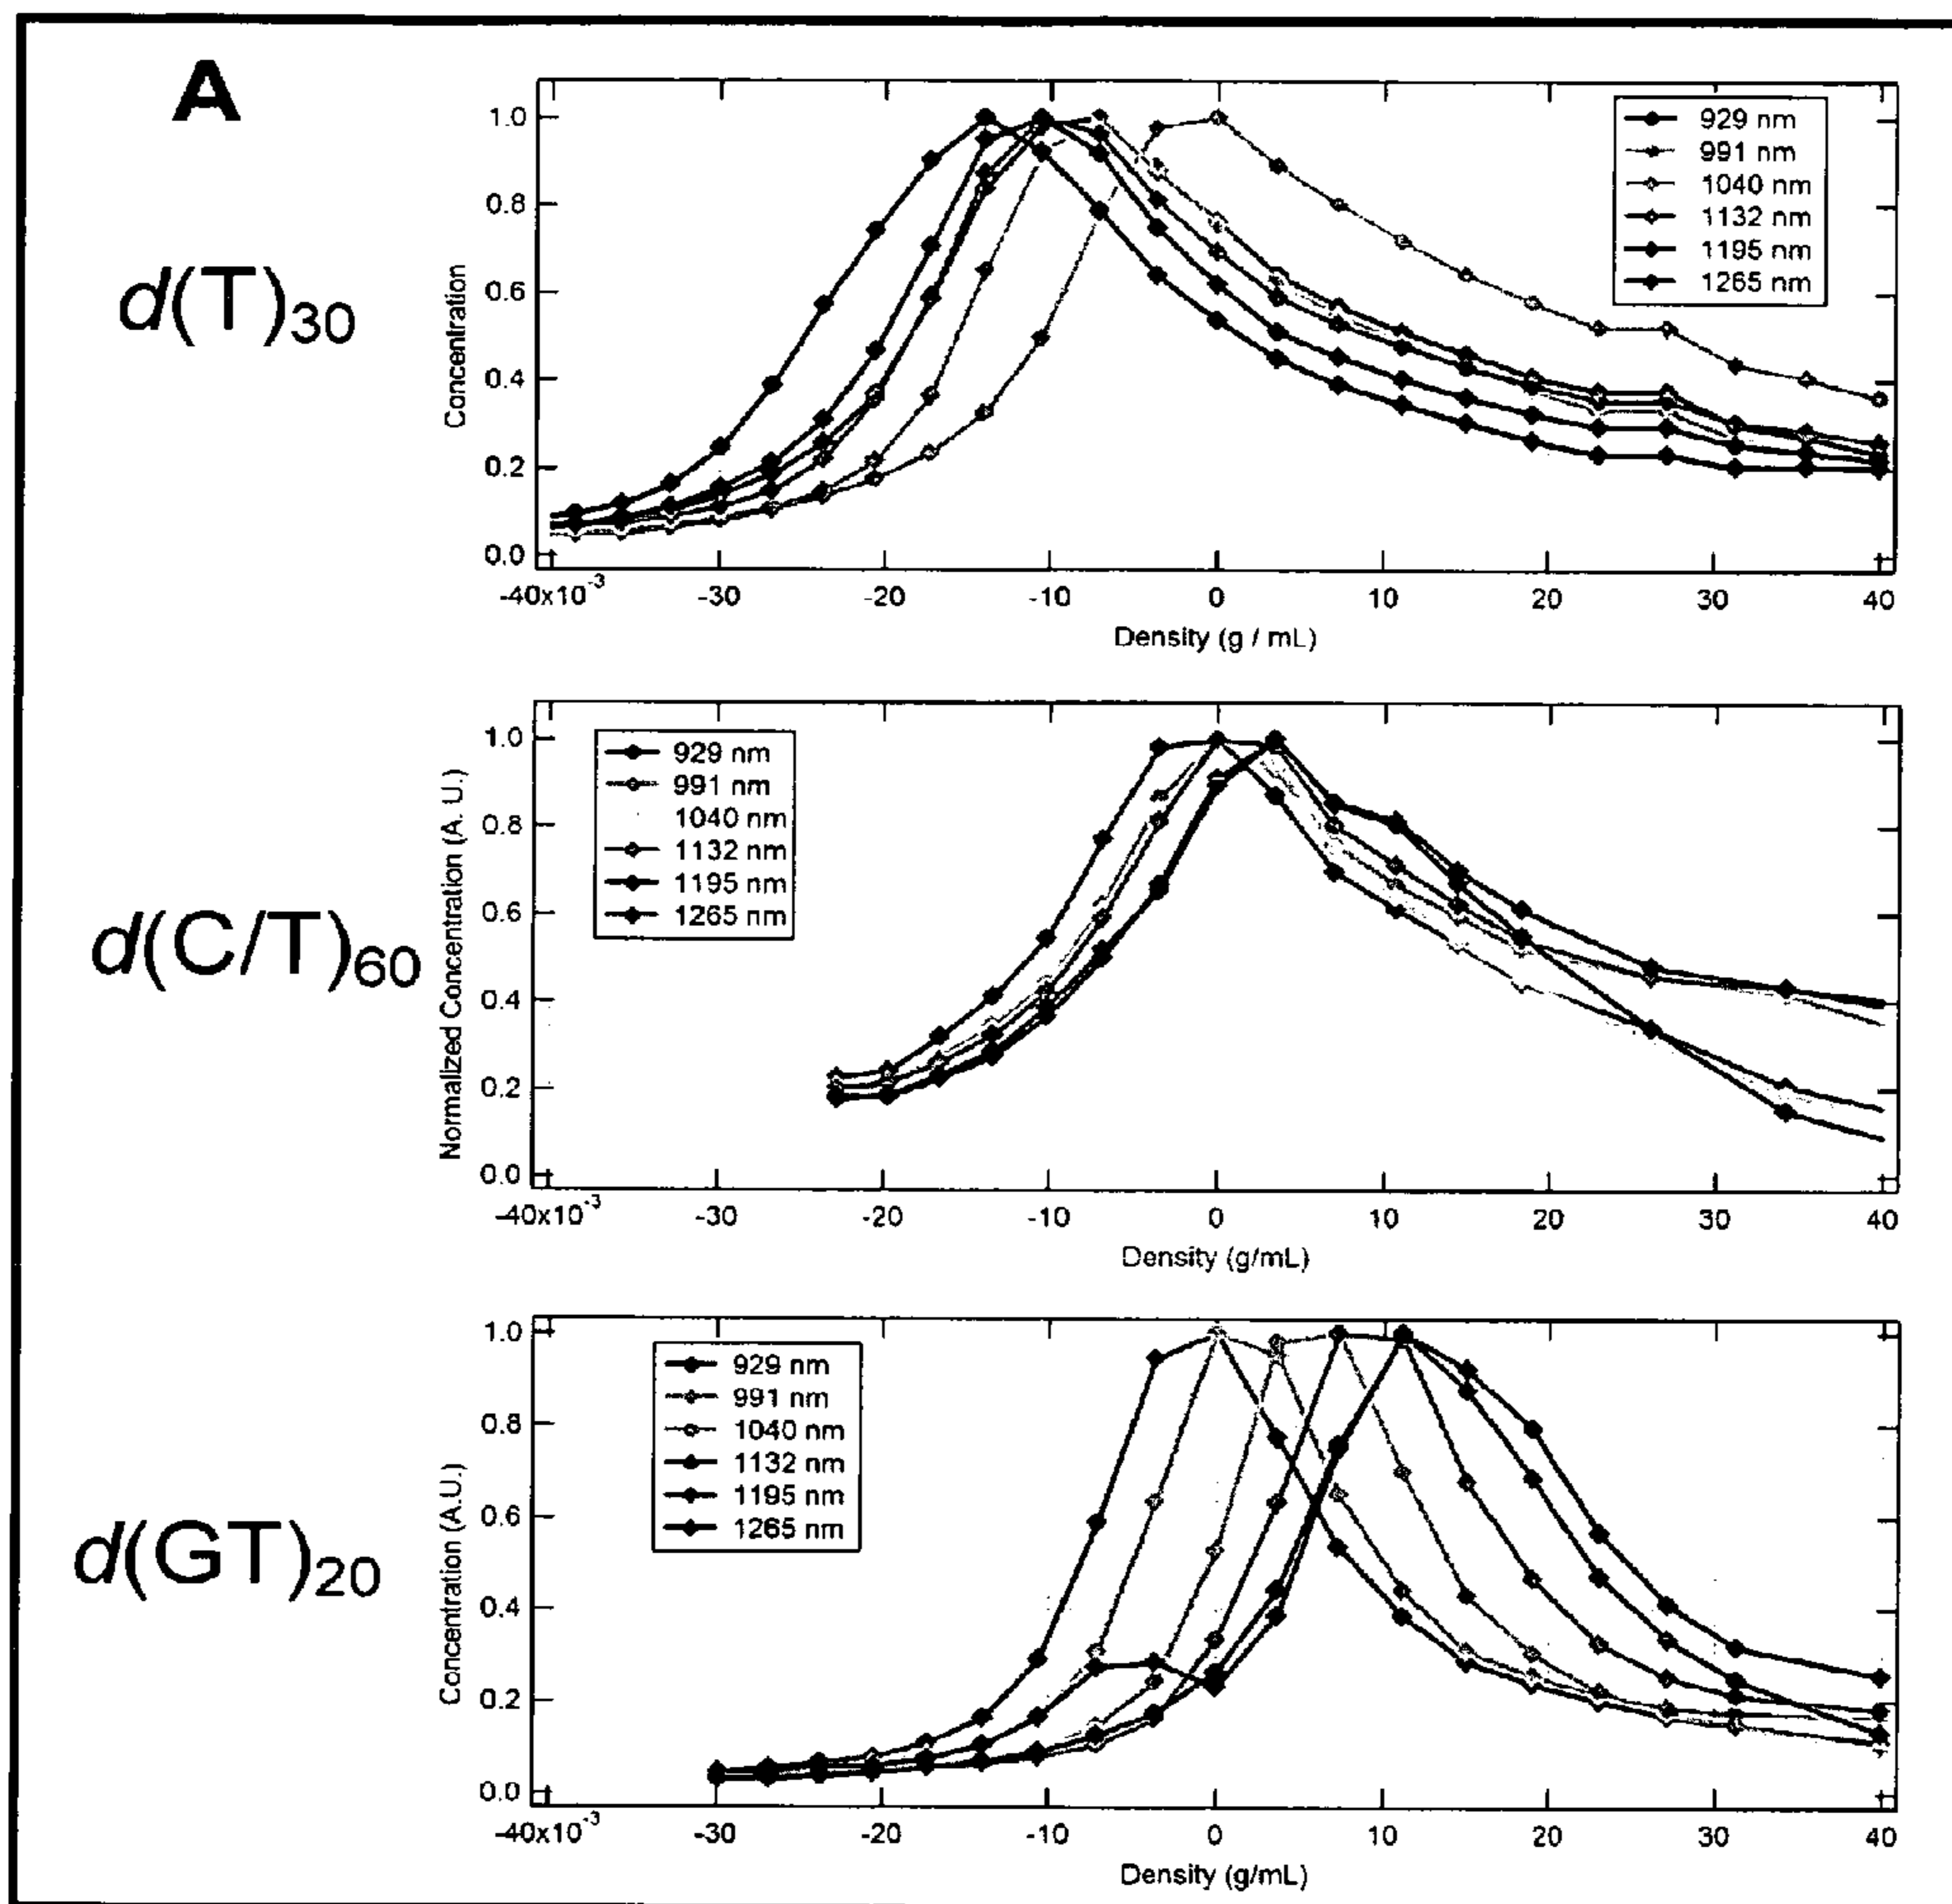 A
d(T)30
Concentration
1.0
0.8
0.6
0.4
0.2
0.0
929 nm
991 nm
1040 nm
1132 nm
1195 nm
1265 nm
-40x10-3 -30 -20 -10 0 10 20 30 40
Density (g / mL)
d(C/T)60
Normalized Concentration (A. U.)
1.0
0.8
0.6
0.4
0.2
0.0
929 nm
991 nm
1040 nm
1132 nm
1195 nm
1265 nm
-40x10-3 -30 -20 -10 0 10 20 30 40
Density (g/mL)
d(GT)20
Concentration (A.U.)
1.0
0.8
0.6
0.4
0.2
0.0
929 nm
991 nm
1040 nm
1132 nm
1195 nm
1265 nm
-40x10-3 -30 -20 -10 0 10 20 30 40
Density (g/mL)